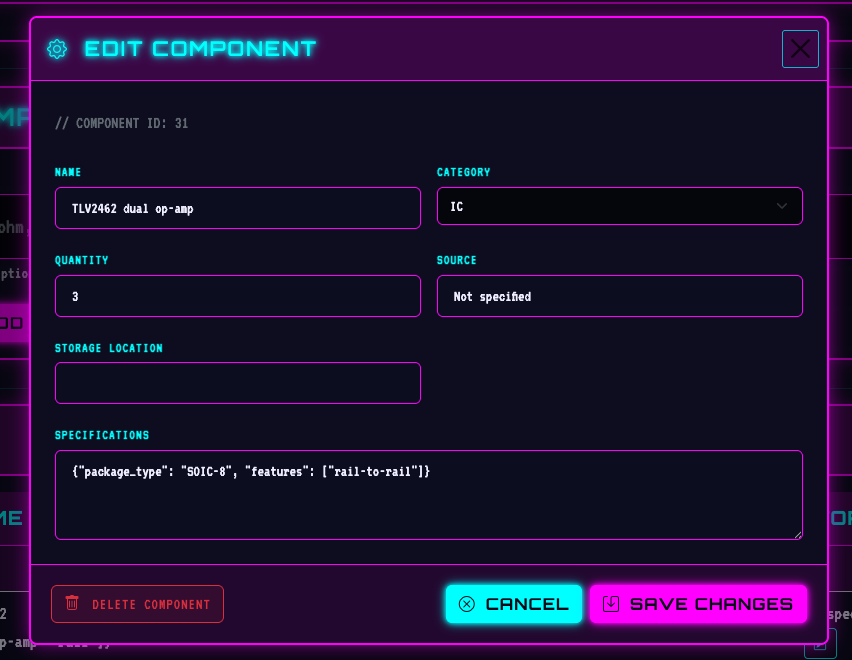 EDIT COMPONENT
// COMPONENT ID: 31
NAME
CATEGORY
TLV2462 dual op-amp
IC
QUANTITY
SOURCE
3
Not specified
STORAGE LOCATION
SPECIFICATIONS
{"package_type": "SOIC-8", "features": ["rail-to-rail"]}
DELETE COMPONENT
CANCEL
SAVE CHANGES